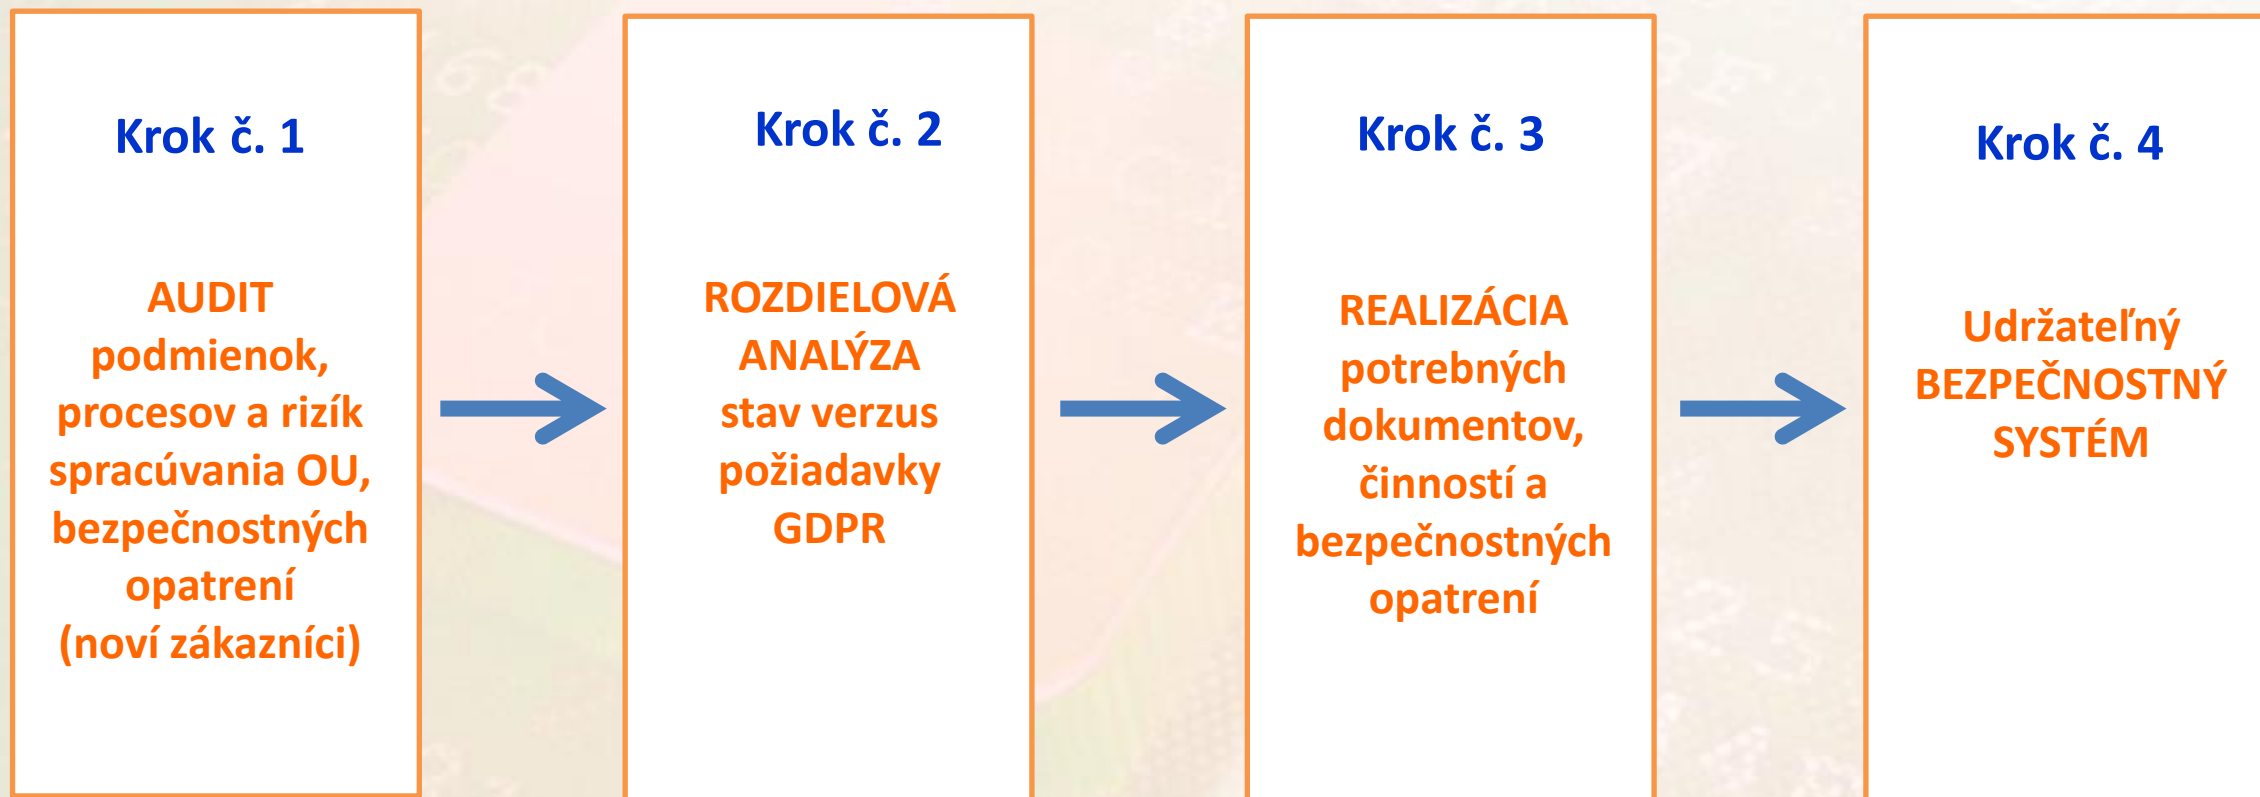 Krok č. 1
AUDIT
podmienok,
procesov a rizík
spracúvania OU,
bezpečnostných
opatrení
(noví zákazníci)
Krok č. 2
ROZDIELOVÁ
ANALÝZA
stav verzus
požiadavky
GDPR
Krok č. 3
REALIZÁCIA
potrebných
dokumentov,
činností a
bezpečnostných
opatrení
Krok č. 4
Udržateľný
BEZPEČNOSTNÝ
SYSTÉM